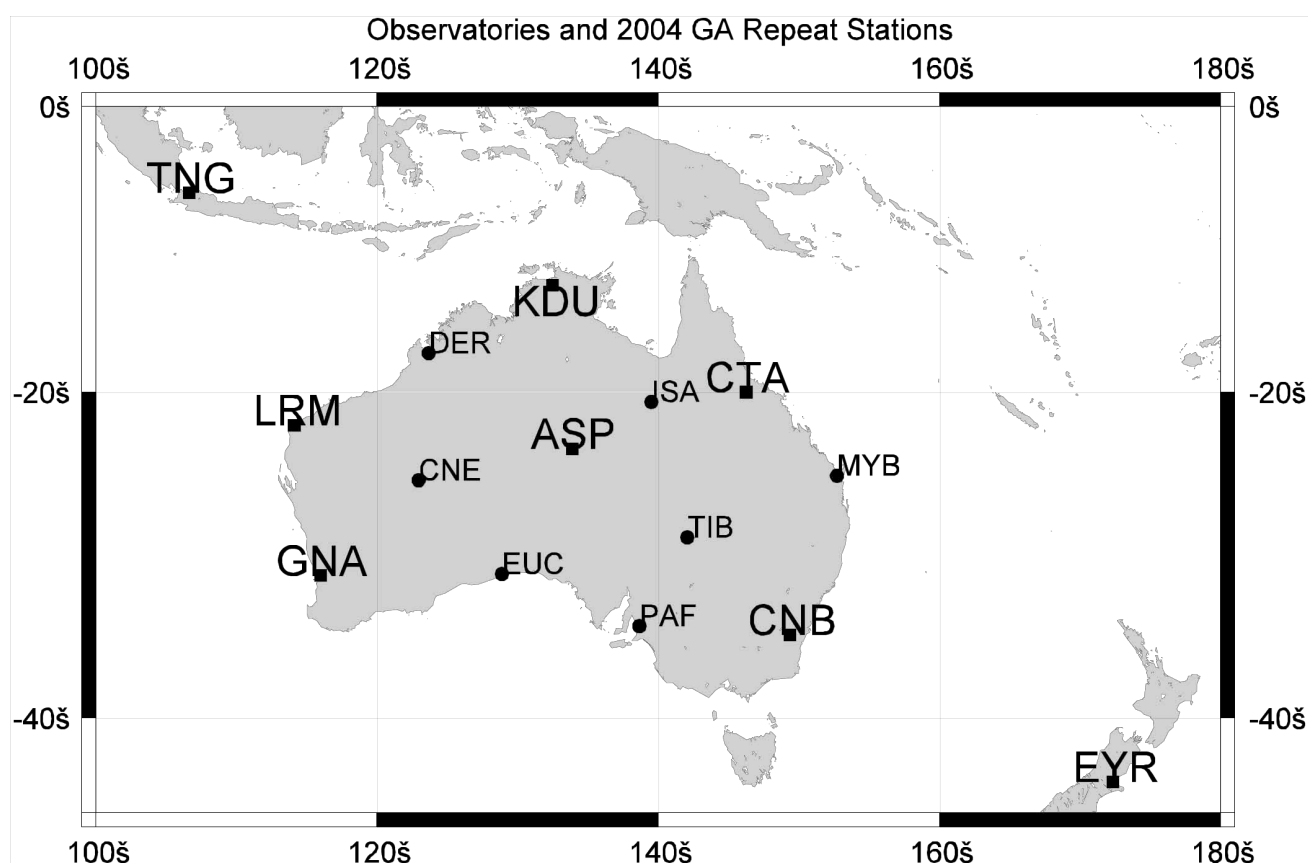 Observatories and 2004 GA Repeat Stations
100š 120š 140š 160š 180š
0š 0š
TNG
KDU
DER
-20š ISA CTA -20š
LRM
ASP
CNE MYB
TIB
GNA EUC
PAF CNB
-40š -40š
EYR
100š 120š 140š 160š 180š